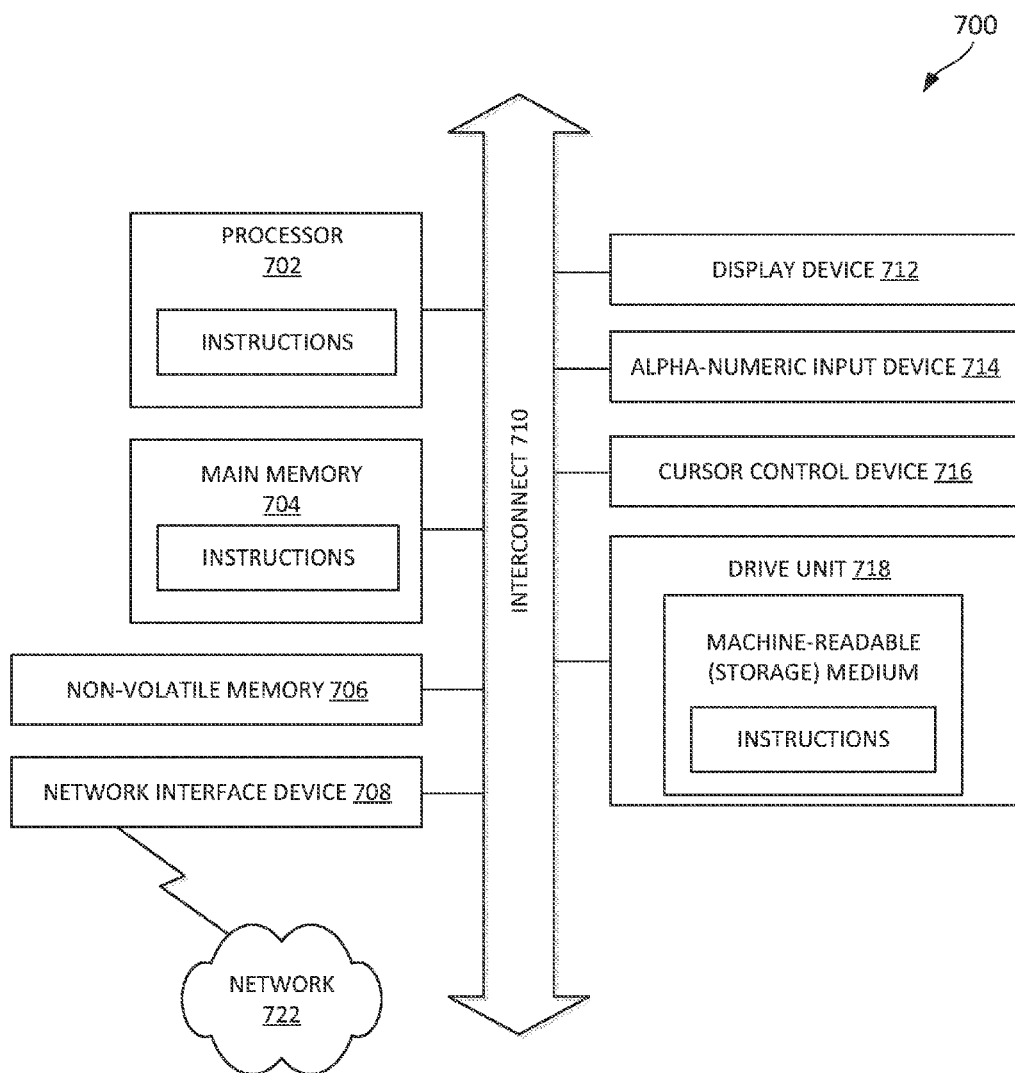 700
PROCESSOR
702
INSTRUCTIONS
MAIN MEMORY
704
INSTRUCTIONS
NON-VOLATILE MEMORY 706
NETWORK INTERFACE DEVICE 708
NETWORK
722
INTERCONNECT 710
DISPLAY DEVICE 712
ALPHA-NUMERIC INPUT DEVICE 714
CURSOR CONTROL DEVICE 716
DRIVE UNIT 718
MACHINE-READABLE
(STORAGE) MEDIUM
INSTRUCTIONS